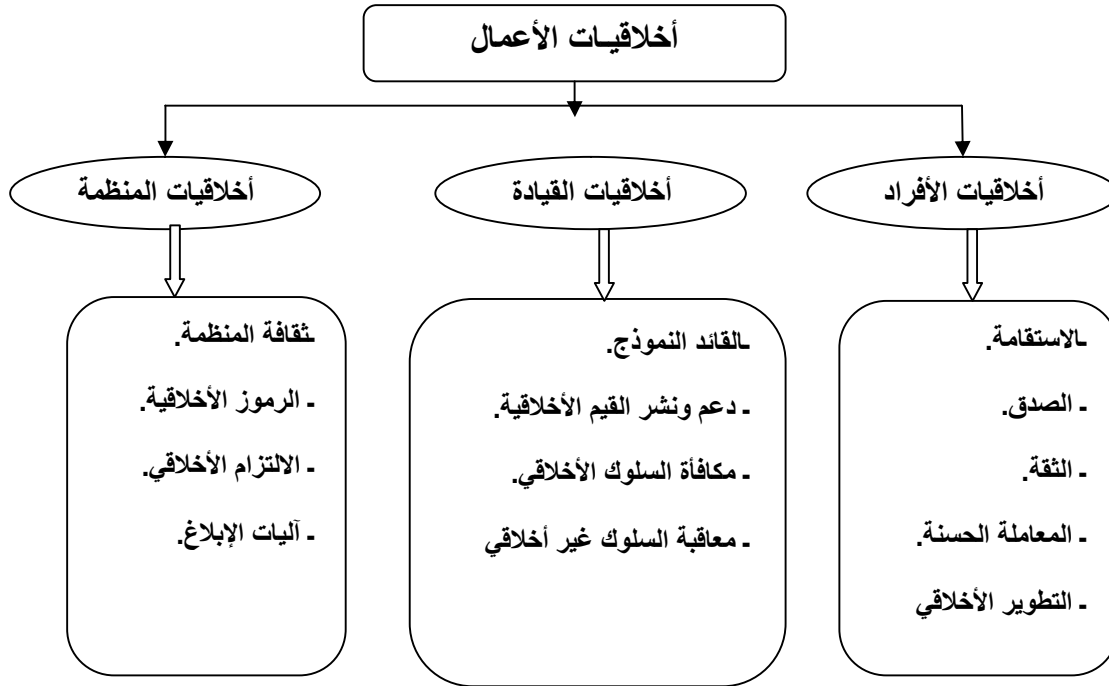 أخلاقيـات الأعمال
أخلاقيات الأفراد
أخلاقيات القيادة
أخلاقيات المنظمة
ـالاستقامة.
ـ الصدق.
ـ الثقة.
ـ المعاملة الحسنة.
ـ التطوير الأخلاقي
ـالقائد النموذج.
ـ دعم ونشر القيم الأخلاقية.
ـ مكافأة السلوك الأخلاقي.
ـ معاقبة السلوك غير أخلاقي
ـثقافة المنظمة.
ـ الرموز الأخلاقية.
ـ الالتزام الأخلاقي.
ـ آليات الإبلاغ.